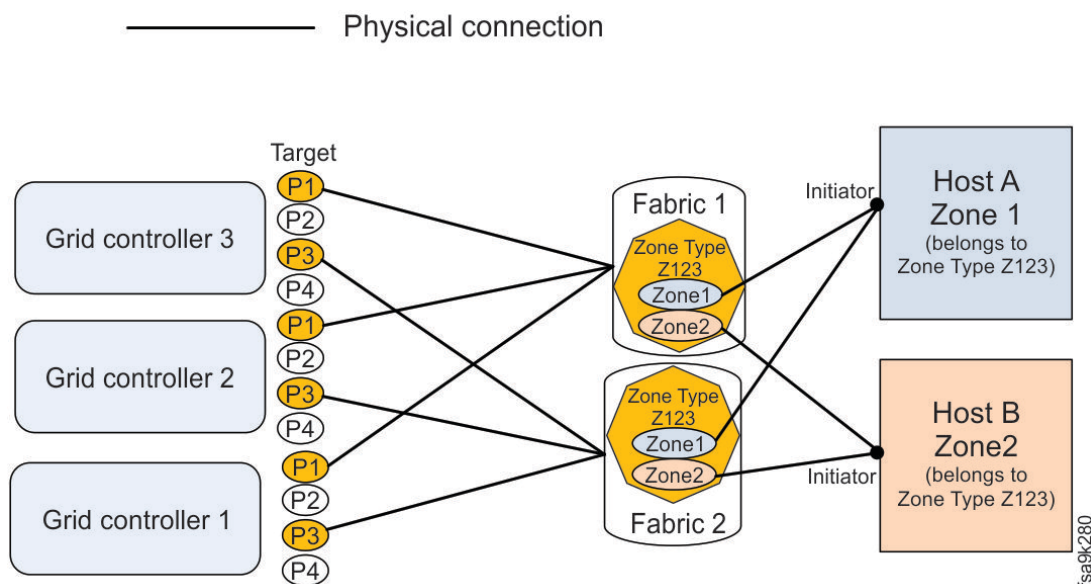 Physical connection
Target
Grid controller 3
P1
P2
P3
P4
Grid controller 2
P1
P2
P3
P4
Grid controller 1
P1
P2
P3
P4
Fabric 1
Zone Type
Z123
Zone1
Zone2
Zone Type
Z123
Zone1
Zone2
Fabric 2
Initiator
Host A
Zone 1
(belongs to
Zone Type Z123)
Initiator
Host B
Zone2
(belongs to
Zone Type Z123)